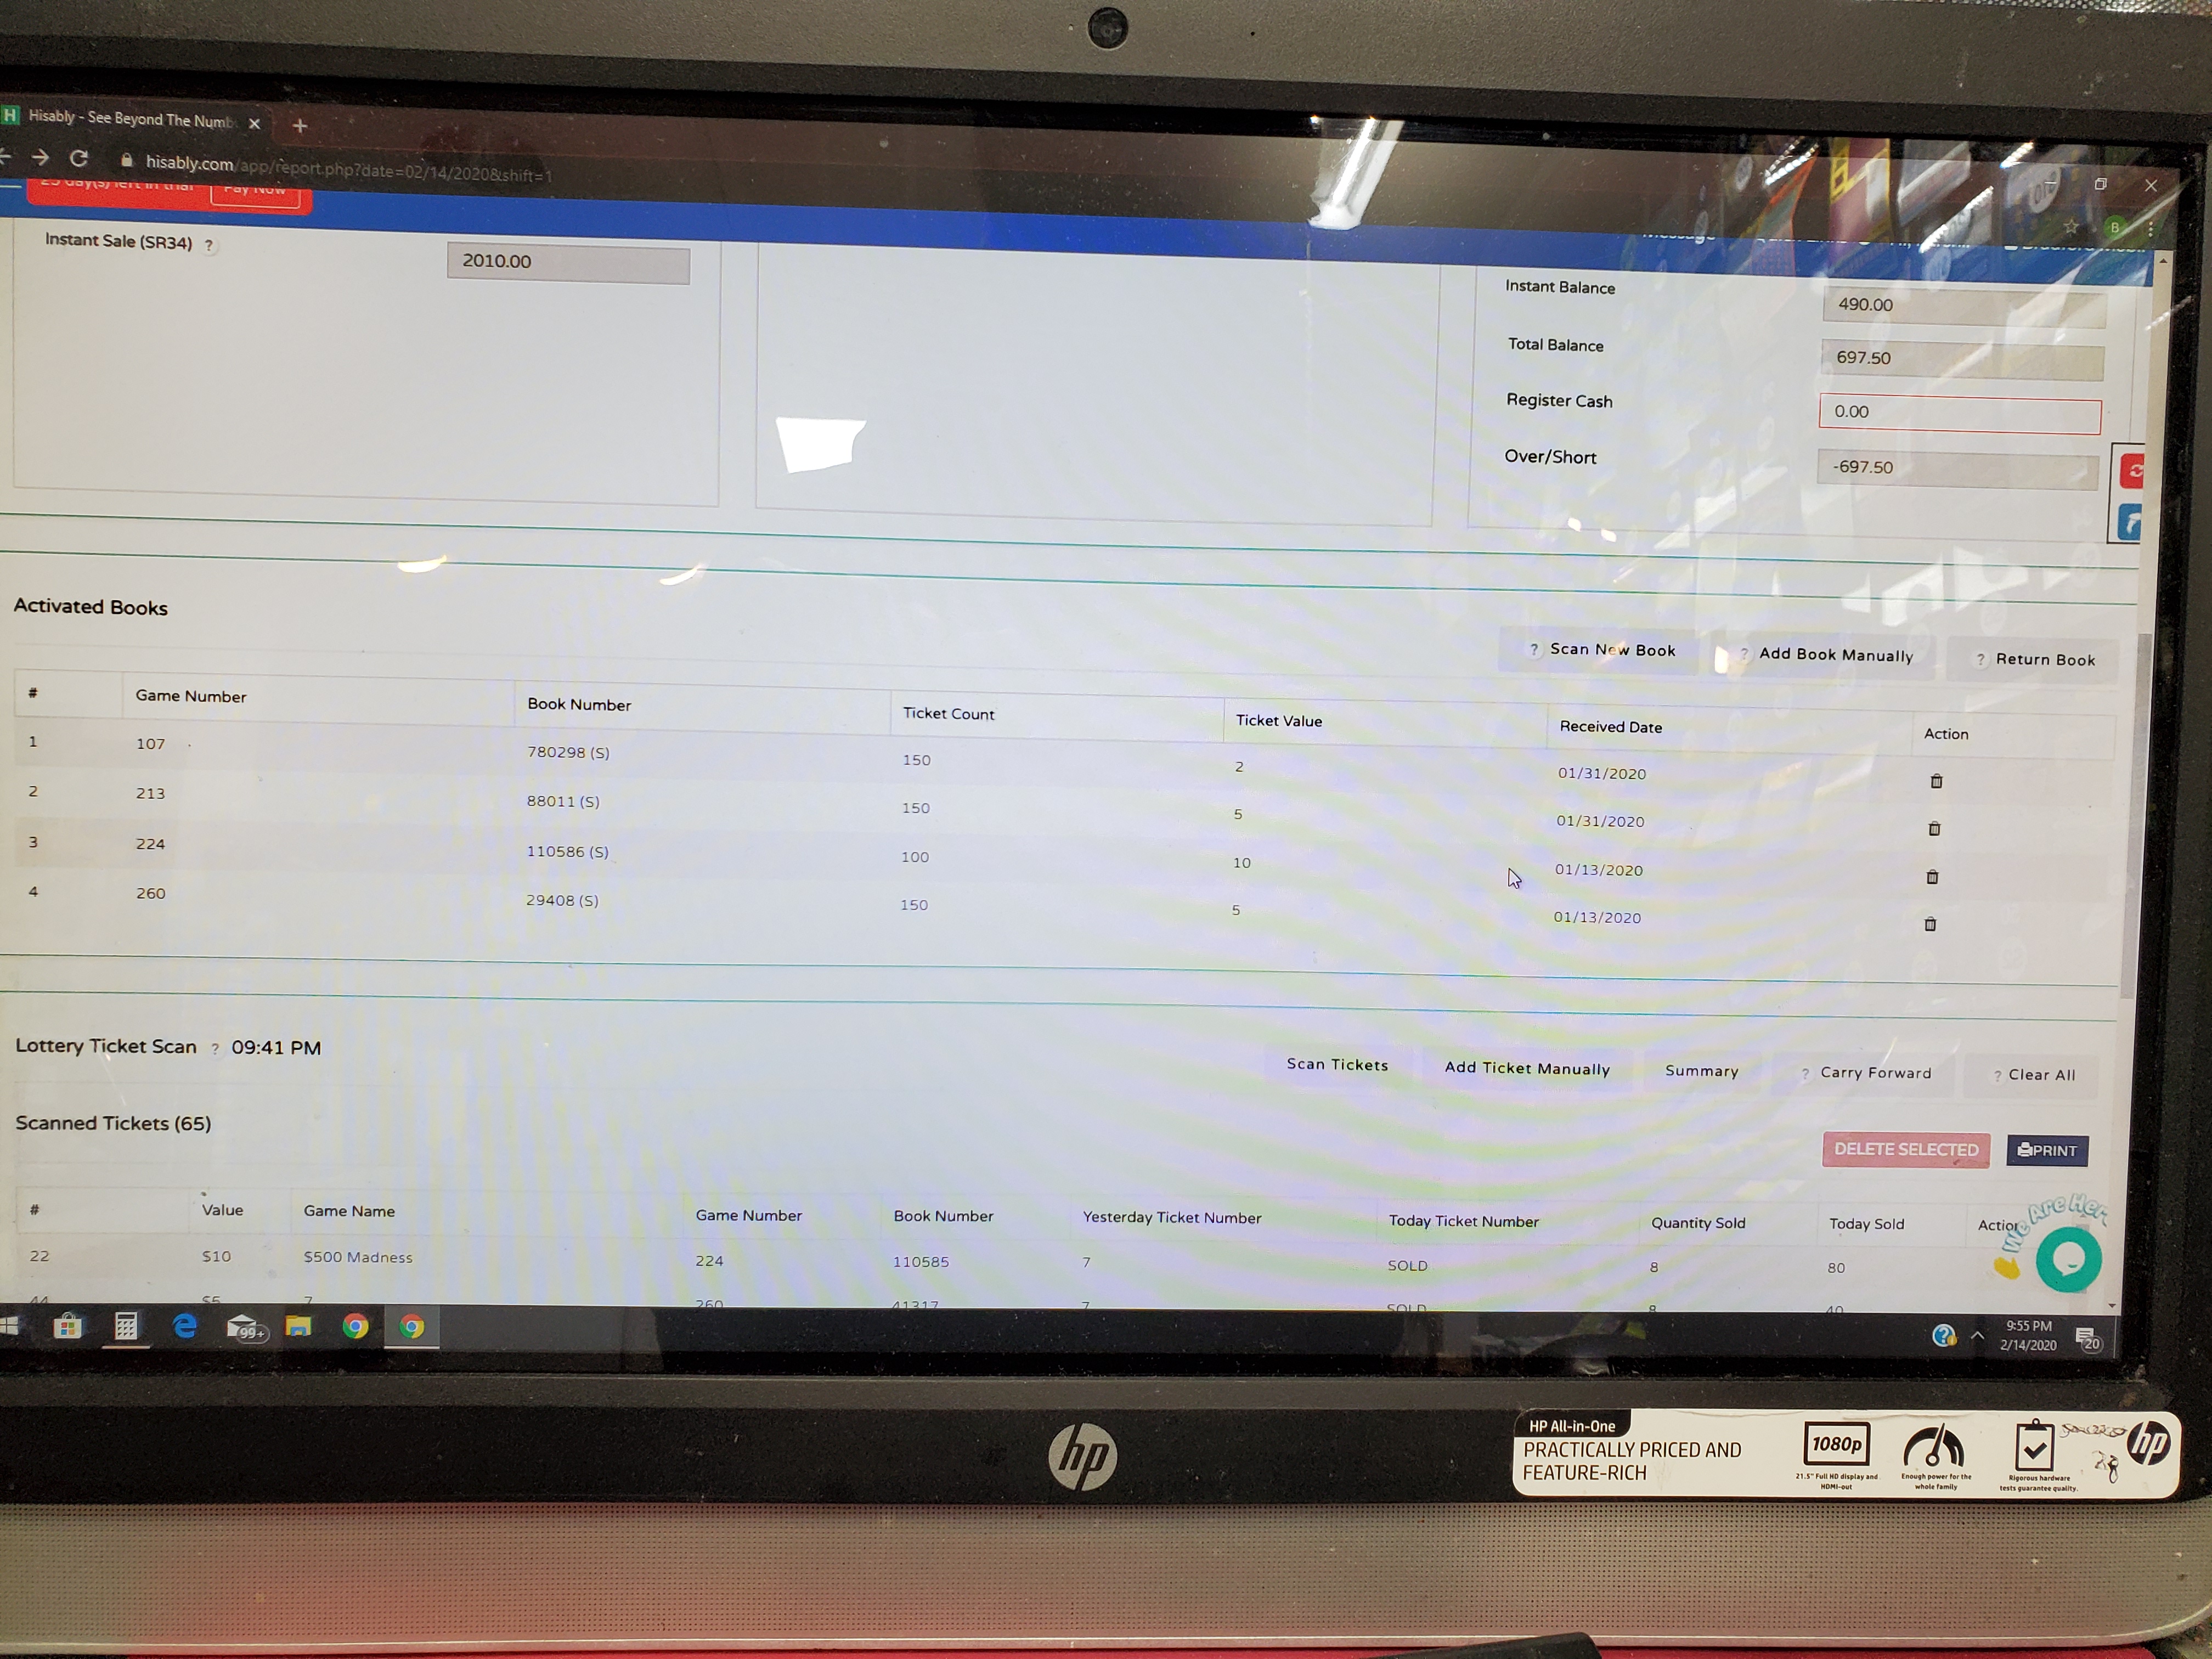 H Hisably - See Beyond The Numb
hisably.com/app/report.php?date=02/14/2020&shift=1
25 day(s) left in trial Pay Now
B
Instant Sale (SR34) ? 2010.00
Instant Balance 490.00
Total Balance 697.50
Register Cash 0.00
Over/Short -697.50
Activated Books
? Scan New Book ? Add Book Manually ? Return Book
# Game Number Book Number Ticket Count Ticket Value Received Date Action
1 107 780298 (S) 150 2 01/31/2020
2 213 88011 (S) 150 5 01/31/2020
3 224 110586 (S) 100 10 01/13/2020
4 260 29408 (S) 150 5 01/13/2020
Lottery Ticket Scan ? 09:41 PM
Scan Tickets Add Ticket Manually Summary ? Carry Forward ? Clear All
Scanned Tickets (65)
DELETE SELECTED PRINT
# Value Game Name Game Number Book Number Yesterday Ticket Number Today Ticket Number Quantity Sold Today Sold Action
22 $10 $500 Madness 224 110585 7 SOLD 8 80
44 $5 7 260 41317 7 SOLD 8 40
We Are Her
99+
9:55 PM
2/14/2020
20
hp
HP All-in-One
PRACTICALLY PRICED AND
FEATURE-RICH
1080p
21.5" Full HD display and
HDMI-out
Enough power for the
whole family
Rigorous hardware
tests guarantee quality.
hp